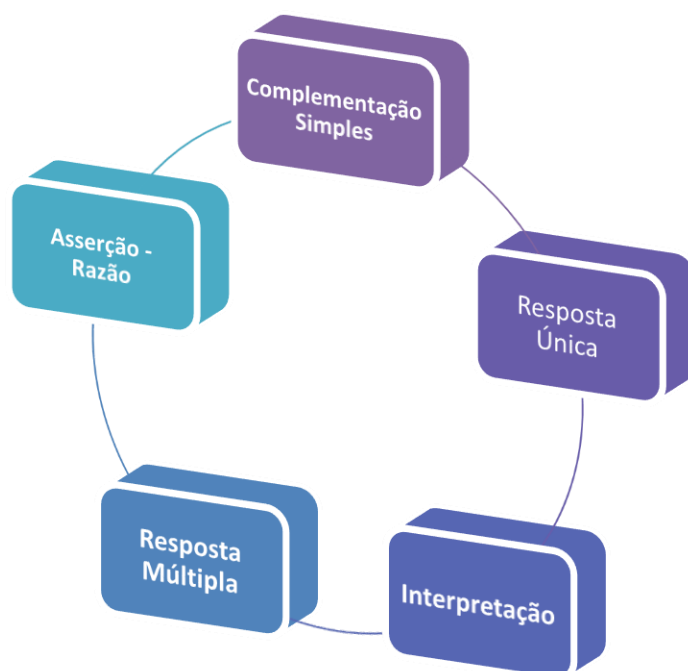 Complementação
Simples
Resposta
Única
Interpretação
Resposta
Múltipla
Asserção -
Razão